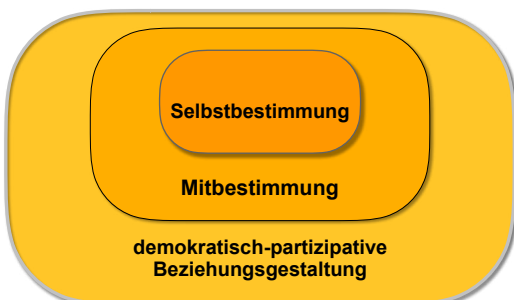 Selbstbestimmung
Mitbestimmung
demokratisch-partizipative
Beziehungsgestaltung